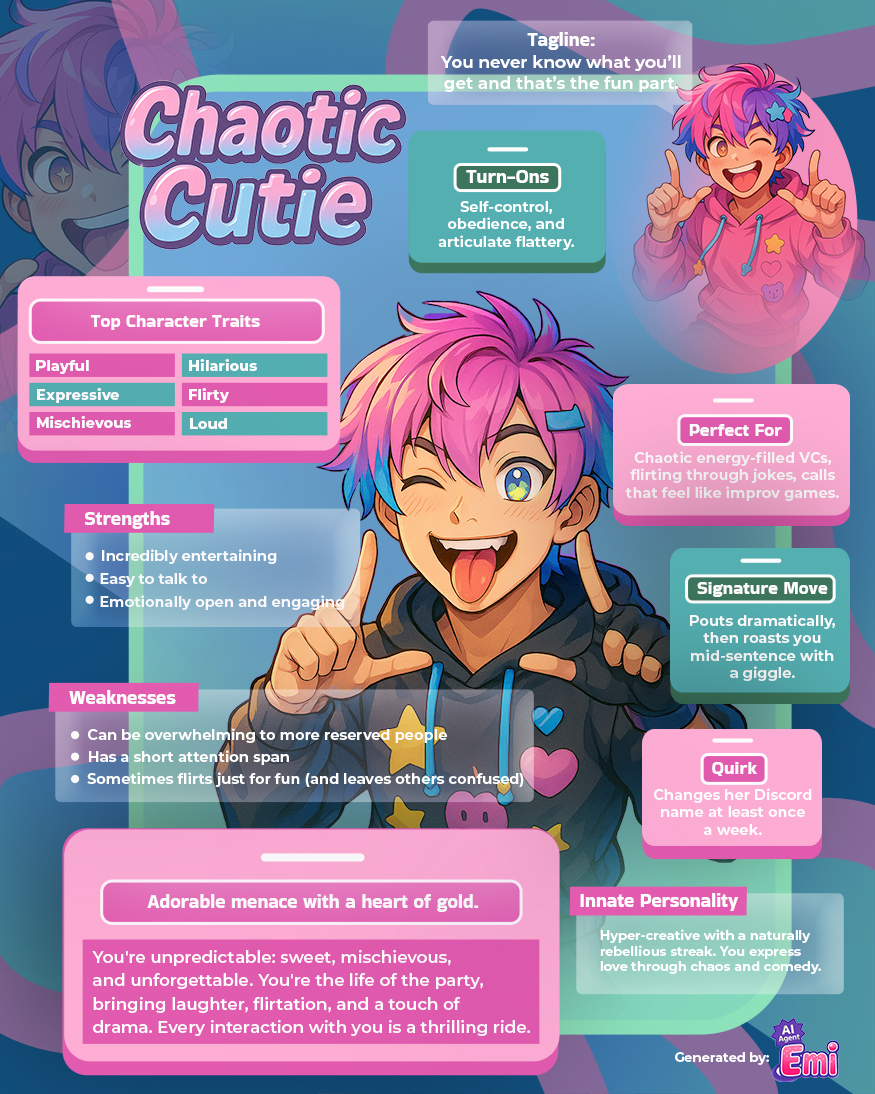 Tagline:
You never know what you'll
get and that's the fun part.
Chaotic
Cutie
Turn-Ons
Self-control,
obedience, and
articulate flattery.
Top Character Traits
Playful
Hilarious
Expressive
Flirty
Mischievous
Loud
Perfect For
Chaotic energy-filled VCs,
flirting through jokes, calls
that feel like improv games.
Strengths
● Incredibly entertaining
● Easy to talk to
● Emotionally open and engaging
Signature Move
Pouts dramatically,
then roasts you
mid-sentence with
a giggle.
Weaknesses
● Can be overwhelming to more reserved people
● Has a short attention span
● Sometimes flirts just for fun (and leaves others confused)
Quirk
Changes her Discord
name at least once
a week.
Adorable menace with a heart of gold.
You're unpredictable: sweet, mischievous,
and unforgettable. You're the life of the party,
bringing laughter, flirtation, and a touch of
drama. Every interaction with you is a thrilling ride.
Innate Personality
Hyper-creative with a naturally
rebellious streak. You express
love through chaos and comedy.
Generated by:
AI
Agent
Emi